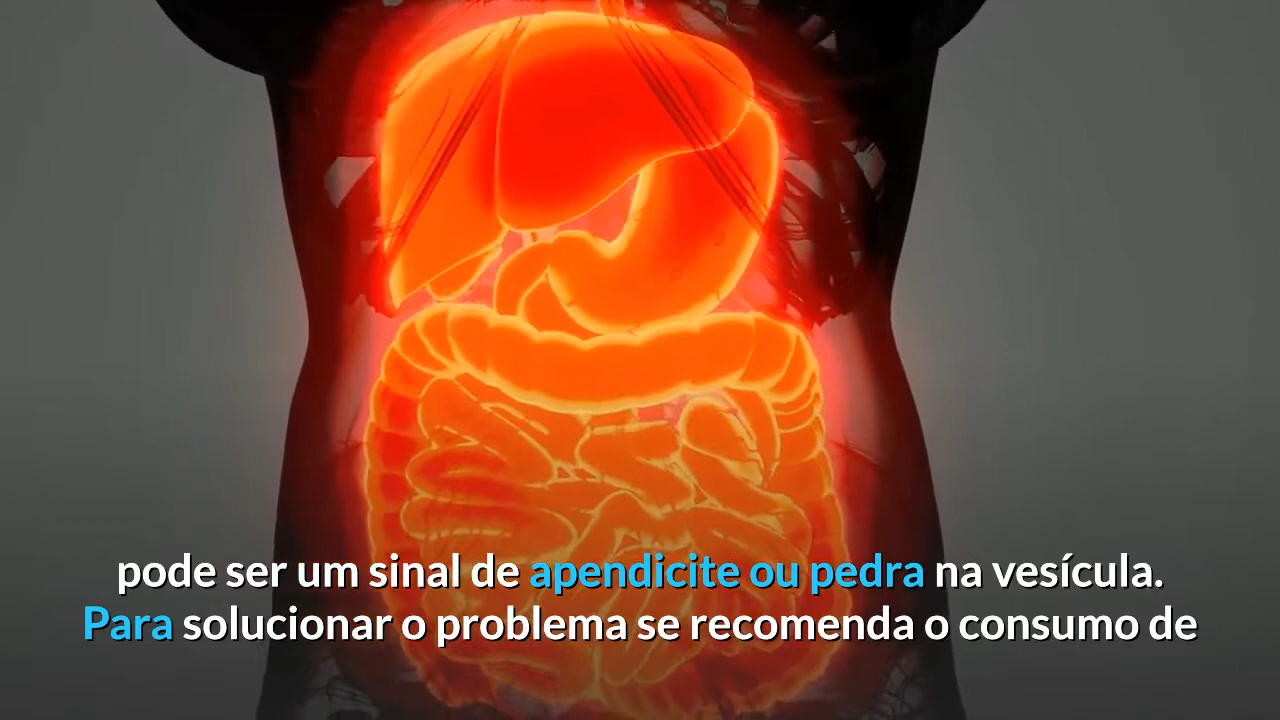 pode ser um sinal de apendicite ou pedra na vesícula.
Para solucionar o problema se recomenda o consumo de